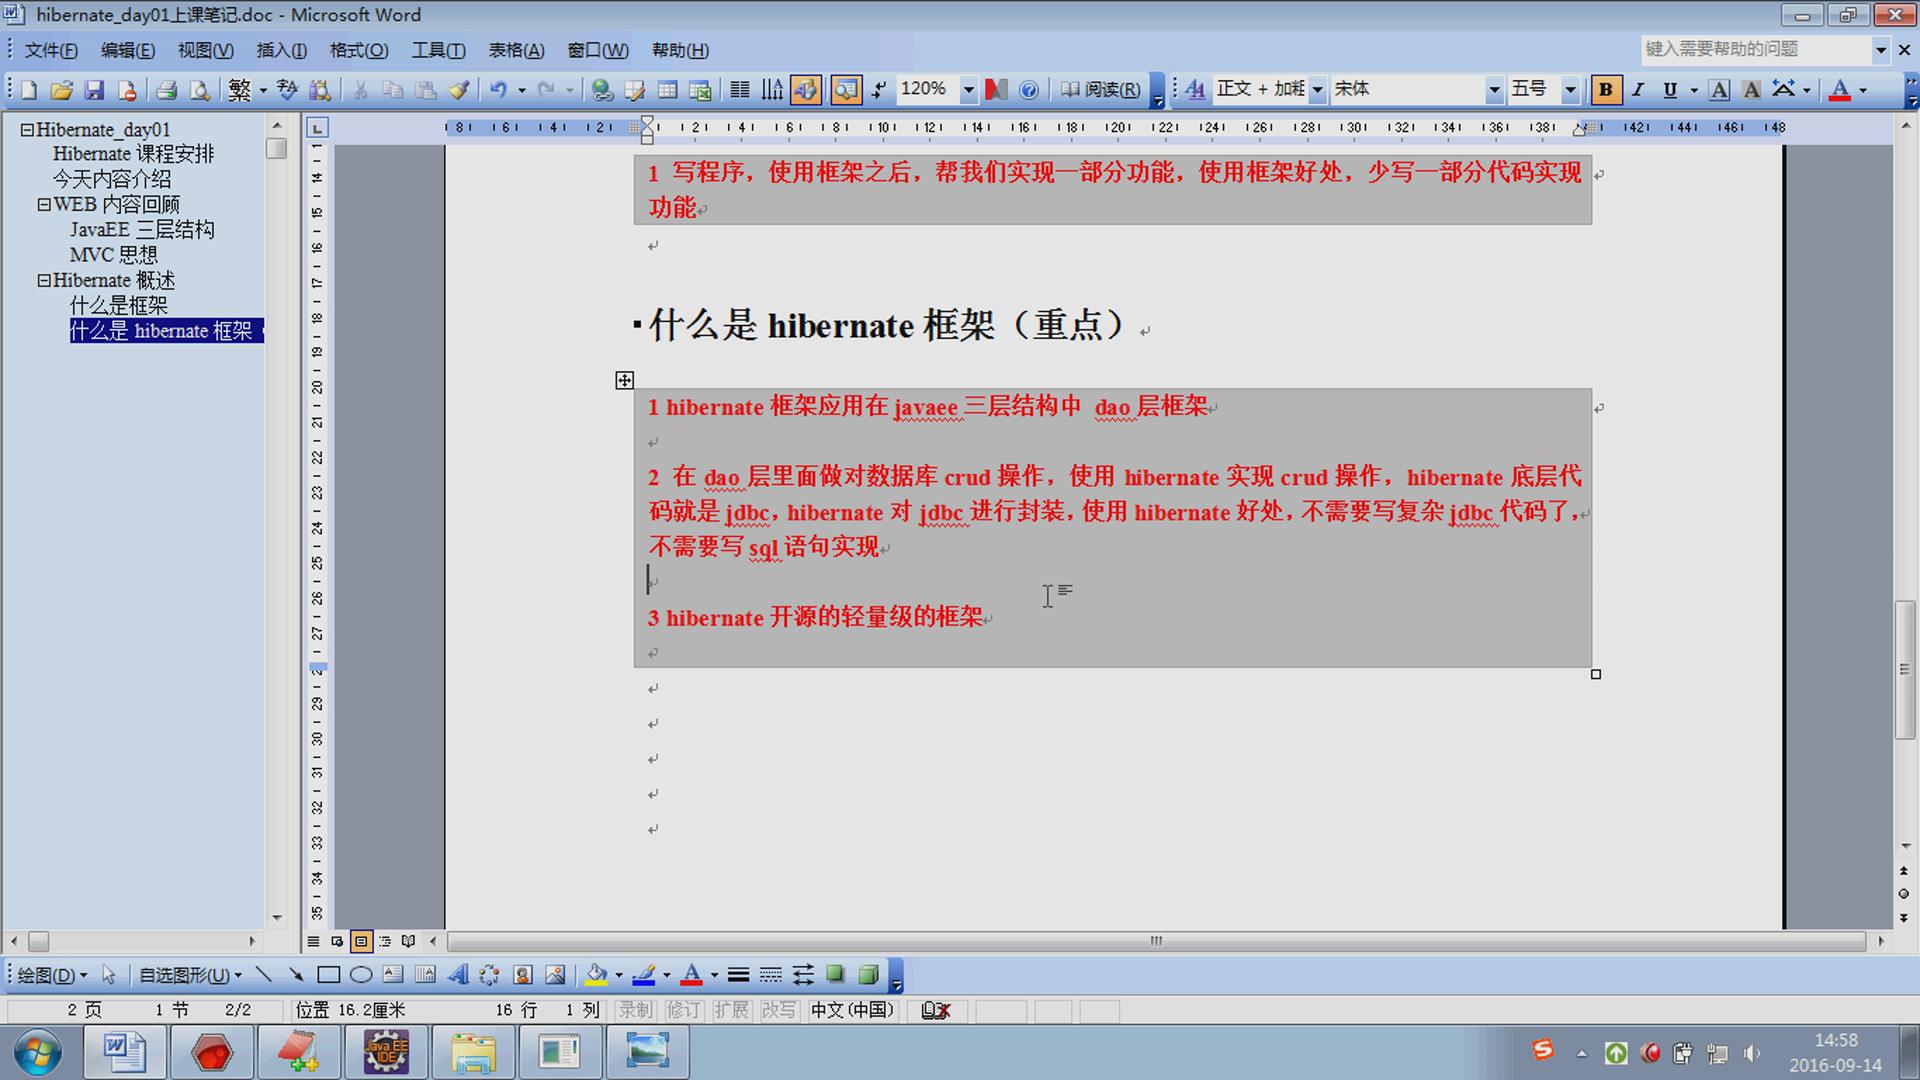 hibernate_day01上课笔记.doc - Microsoft Word
文件(F) 编辑(E) 视图(V) 插入(I) 格式(O) 工具(T) 表格(A) 窗口(W) 帮助(H) 键入需要帮助的问题
繁 120% 阅读(R) 正文 + 加粗 宋体 五号 B I U A A A
Hibernate_day01
Hibernate 课程安排
今天内容介绍
WEB 内容回顾
JavaEE 三层结构
MVC 思想
Hibernate 概述
什么是框架
什么是 hibernate 框架
1 写程序，使用框架之后，帮我们实现一部分功能，使用框架好处，少写一部分代码实现
功能
什么是 hibernate 框架（重点）
1 hibernate 框架应用在 javaee 三层结构中 dao 层框架
2 在 dao 层里面做对数据库 crud 操作，使用 hibernate 实现 crud 操作，hibernate 底层代
码就是 jdbc，hibernate 对 jdbc 进行封装，使用 hibernate 好处，不需要写复杂 jdbc 代码了，
不需要写 sql 语句实现
3 hibernate 开源的轻量级的框架
绘图(D) 自选图形(U)
2 页 1 节 2/2 位置 16.2厘米 16 行 1 列 录制 修订 扩展 改写 中文(中国)
Java EE
IDE
14:58
2016-09-14